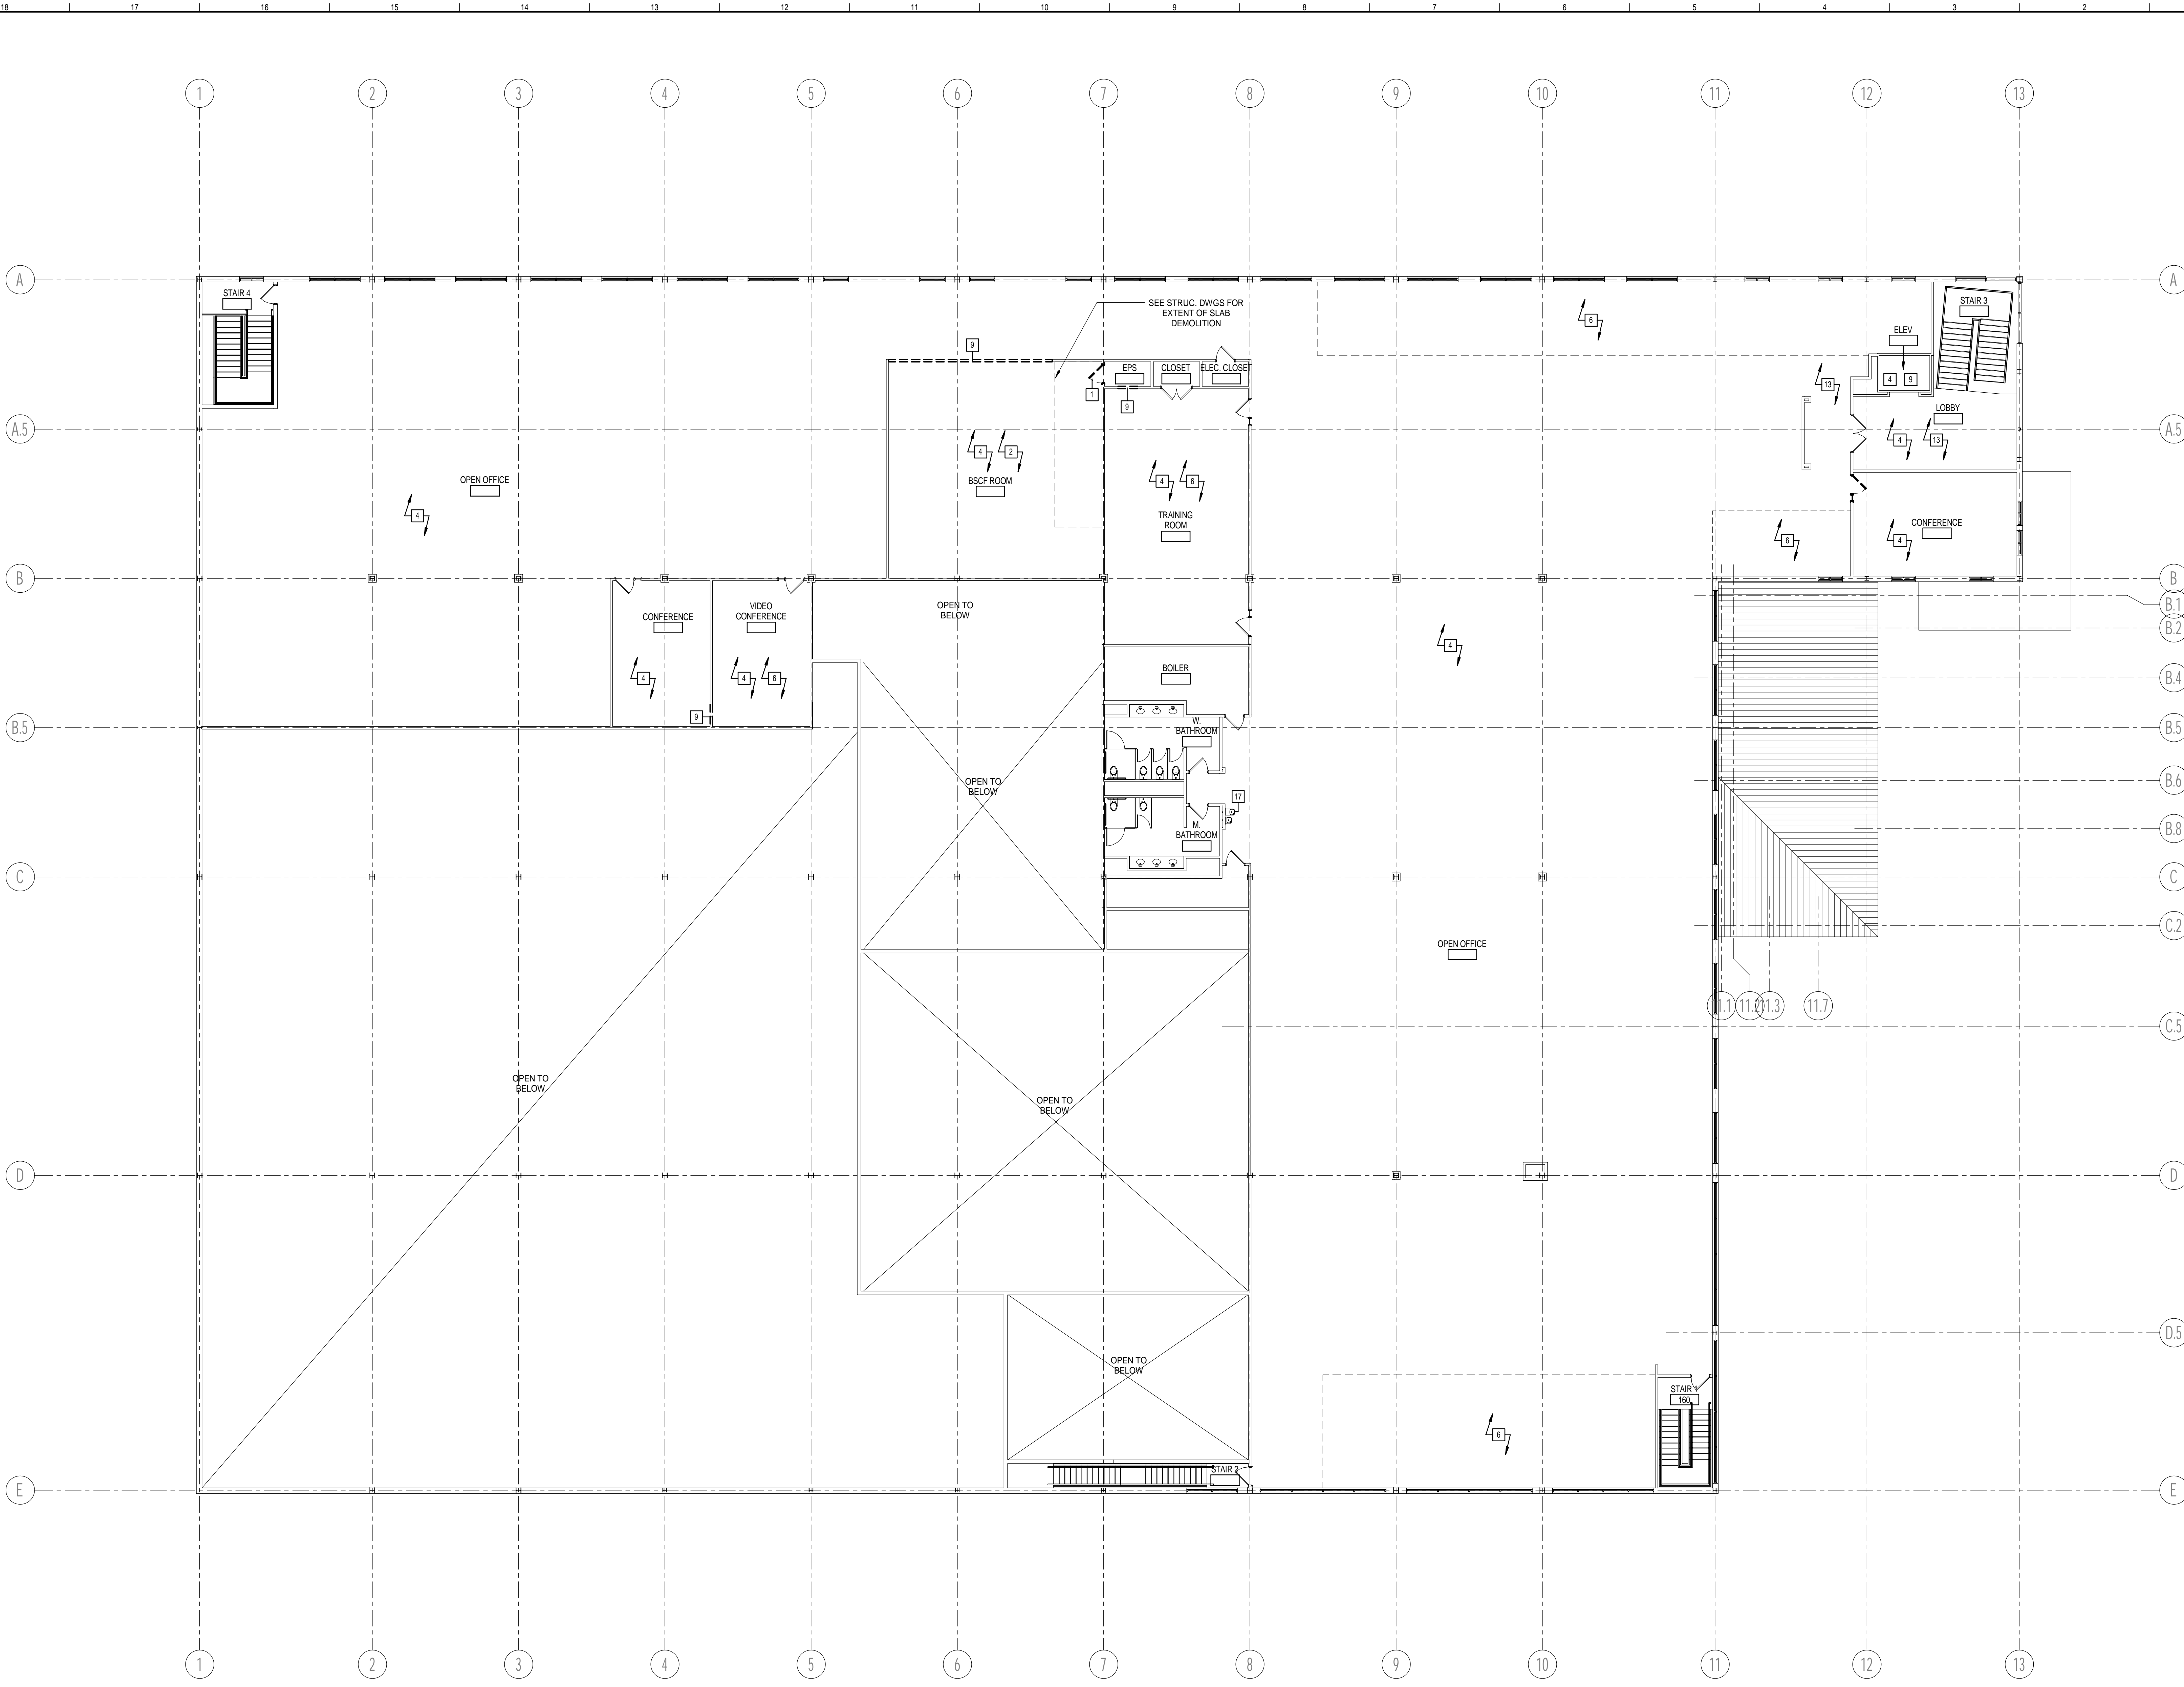 18 17 16 15 14 13 12 11 10 9 8 7 6 5 4 3 2
1 2 3 4 5 6 7 8 9 10 11 12 13
A A
STAIR 4
SEE STRUC. DWGS FOR
EXTENT OF SLAB
DEMOLITION
STAIR 3
6
ELEV
9
EPS
CLOSET
ELEC. CLOSET
4 9
13
1
9
LOBBY
A.5 A.5
4 13
4 2
OPEN OFFICE
BSCF ROOM
4 6
4
TRAINING
ROOM
CONFERENCE
6 4
B B
B.1
OPEN TO
BELOW
VIDEO
CONFERENCE
CONFERENCE
B.2
4
BOILER
4 4 6
B.4
9
W.
BATHROOM
B.5 B.5
OPEN TO
BELOW
B.6
17
M.
BATHROOM
B.8
C C
C.2
OPEN OFFICE
11.1 11.2 11.3 11.7
C.5
OPEN TO
BELOW
OPEN TO
BELOW
D D
D.5
OPEN TO
BELOW
STAIR 1
160
6
STAIR 2
E E
1 2 3 4 5 6 7 8 9 10 11 12 13